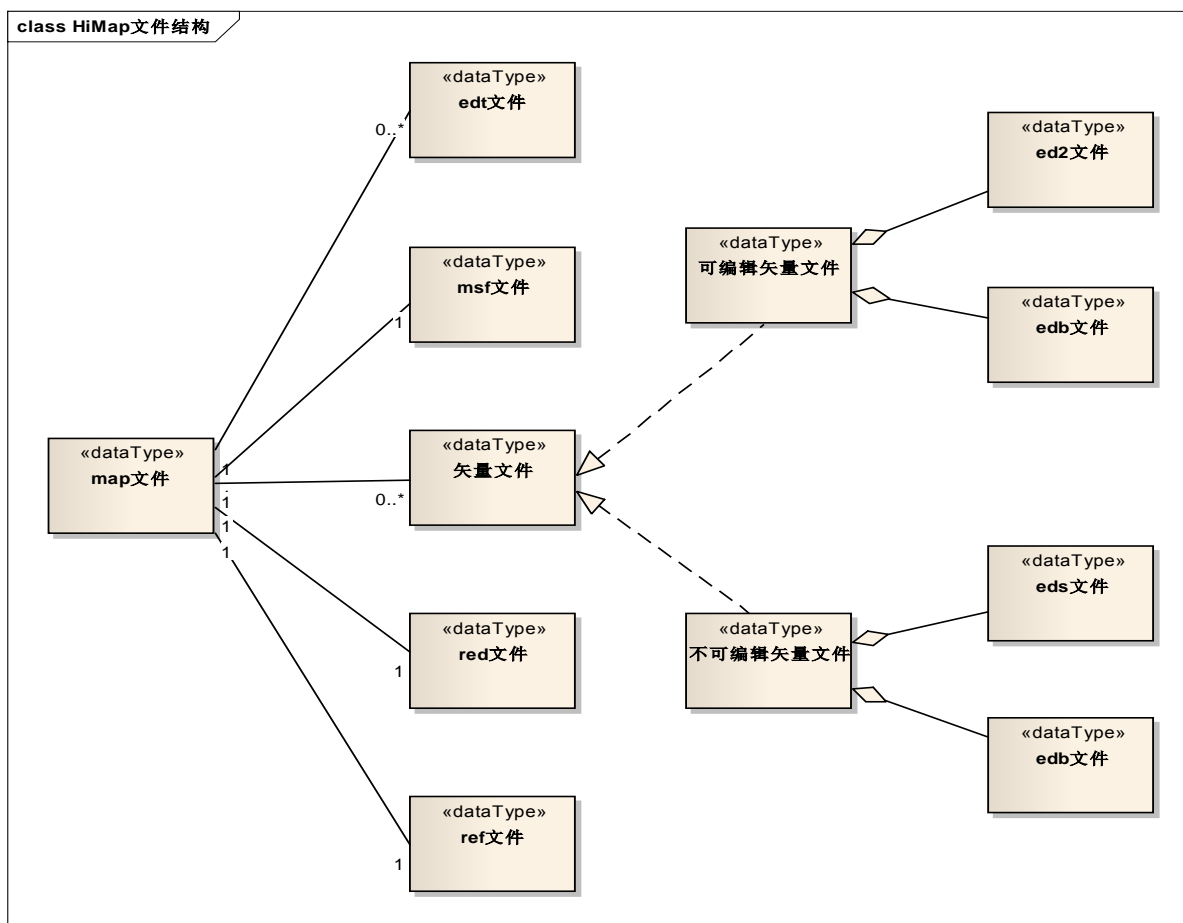 class HiMap文件结构
«dataType»
edt文件
0..*
«dataType»
msf文件
1
«dataType»
map文件
1
1
1
1
«dataType»
矢量文件
0..*
«dataType»
red文件
1
«dataType»
ref文件
1
«dataType»
可编辑矢量文件
«dataType»
不可编辑矢量文件
«dataType»
ed2文件
«dataType»
edb文件
«dataType»
eds文件
«dataType»
edb文件